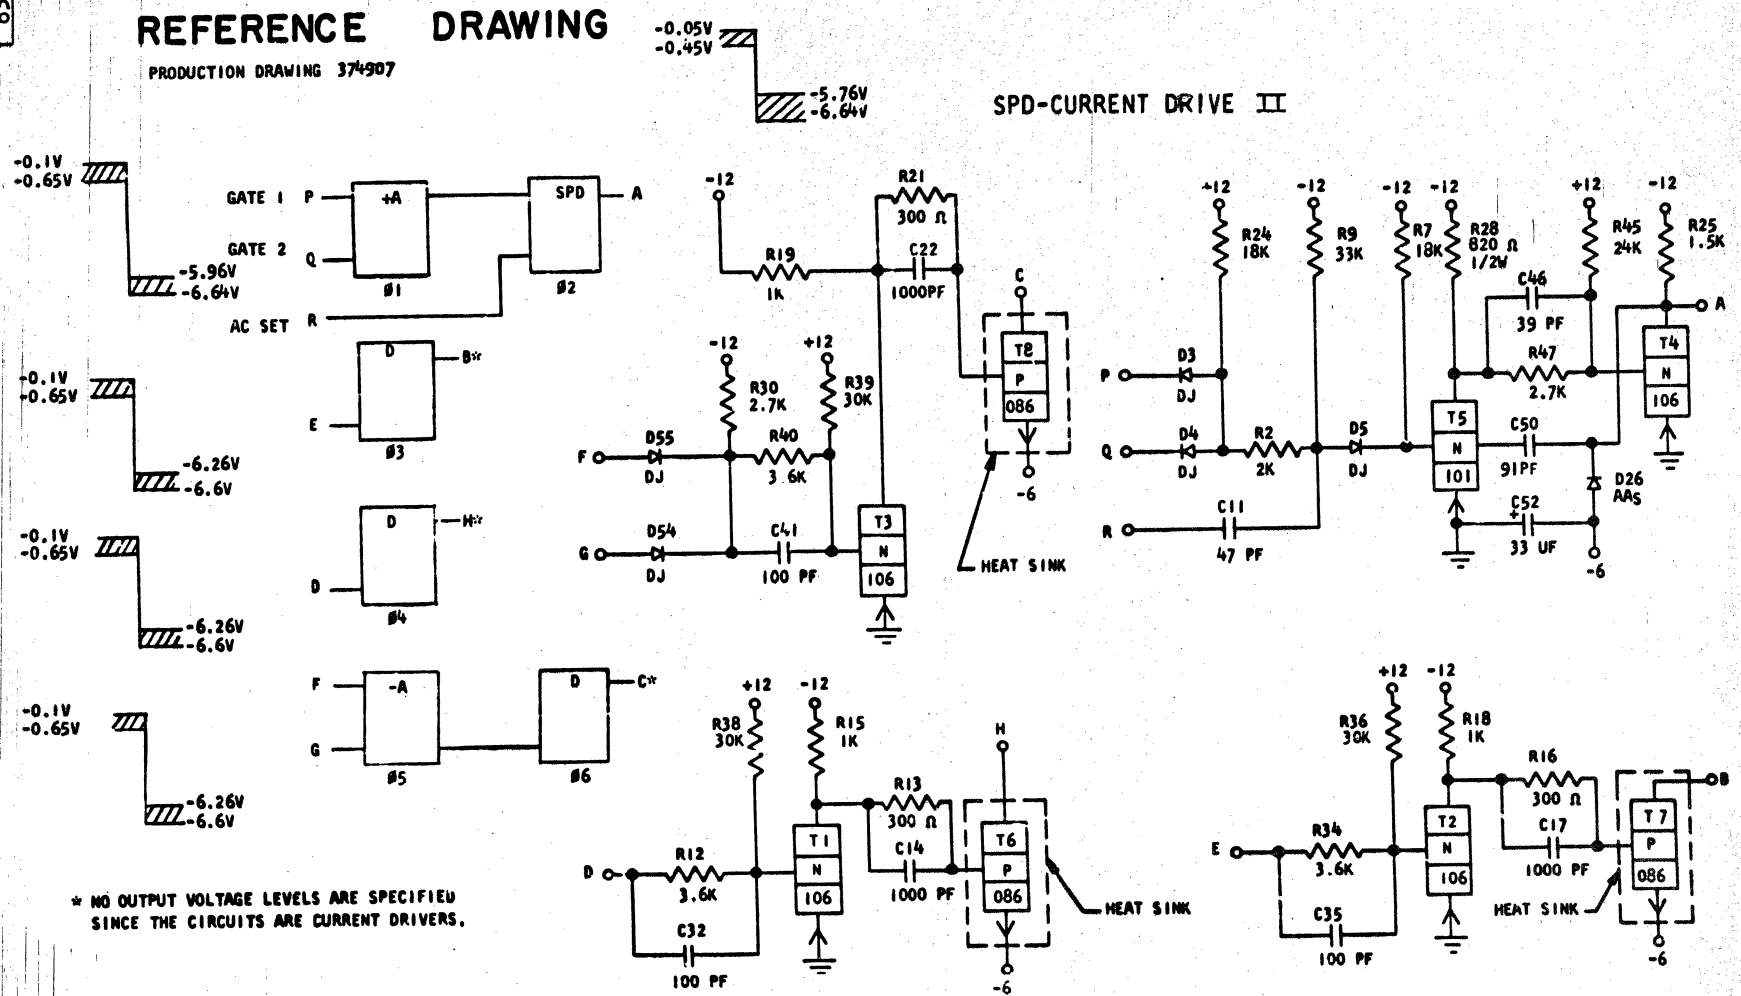 REFERENCE DRAWING
PRODUCTION DRAWING 374907
-0.05V
-0.45V
-5.76V
-6.64V
SPD-CURRENT DRIVE II
-0.1V
-0.65V
-5.96V
-6.64V
GATE 1 P
GATE 2
Q
AC SET R
+A
Ø1
SPD
A
Ø2
-0.1V
-0.65V
-6.26V
-6.6V
D
B*
E
Ø3
-0.1V
-0.65V
-6.26V
-6.6V
D
H*
D
Ø4
-0.1V
-0.65V
-6.26V
-6.6V
F
G
-A
Ø5
D
C*
Ø6
* NO OUTPUT VOLTAGE LEVELS ARE SPECIFIED
SINCE THE CIRCUITS ARE CURRENT DRIVERS.
-12
R19
1K
R21
300 Ω
C22
1000PF
C
T8
P
086
-6
HEAT SINK
-12
+12
R30
2.7K
R39
30K
F
D55
DJ
R40
3.6K
G
D54
DJ
C41
100 PF
T3
N
106
+12
-12
-12
-12
+12
-12
R24
18K
R9
33K
R7
18K
R28
820 Ω
1/2W
R45
24K
R25
1.5K
C46
39 PF
A
P
D3
DJ
R47
2.7K
T4
N
106
Q
D4
DJ
R2
2K
D5
DJ
T5
N
101
C50
91PF
D26
AAS
R
C11
47 PF
+
C52
33 UF
-6
+12
-12
R38
30K
R15
1K
H
R13
300 Ω
C14
1000 PF
D
R12
3.6K
C32
100 PF
T1
N
106
T6
P
086
-6
HEAT SINK
+12
-12
R36
30K
R18
1K
R16
300 Ω
C17
1000 PF
B
E
R34
3.6K
C35
100 PF
T2
N
106
T7
P
086
-6
HEAT SINK